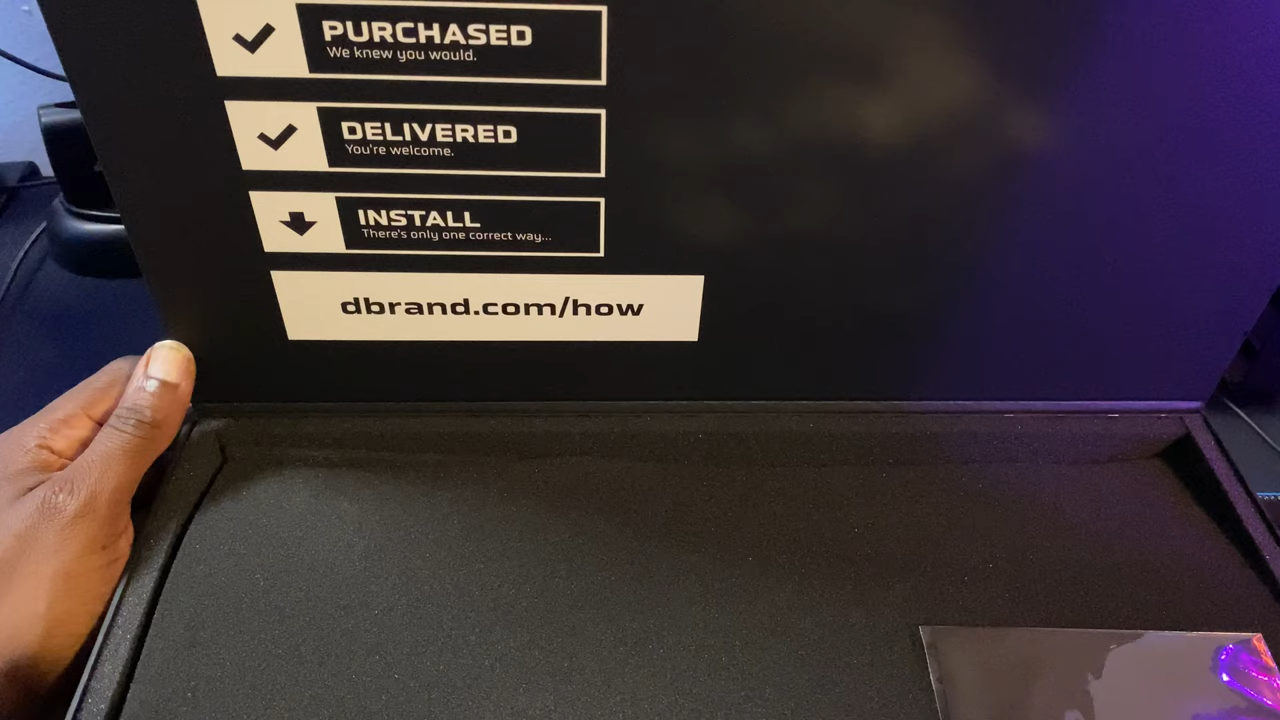 PURCHASED
We knew you would.
DELIVERED
You're welcome.
INSTALL
There's only one correct way...
dbrand.com/how